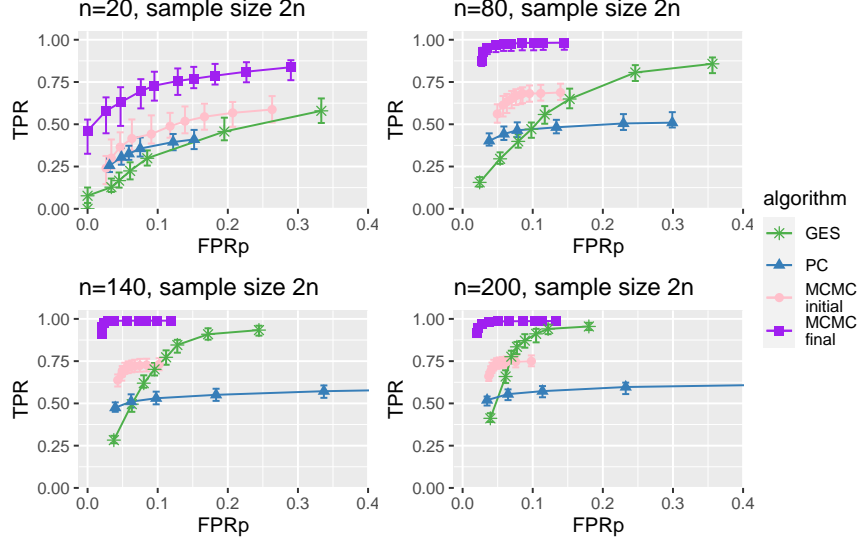 n=20, sample size 2n
n=80, sample size 2n
TPR
1.00
0.75
0.50
0.25
0.00
0.0 0.1 0.2 0.3 0.4
FPRp
TPR
1.00
0.75
0.50
0.25
0.00
0.0 0.1 0.2 0.3 0.4
FPRp
algorithm
GES
PC
MCMC
initial
MCMC
final
n=140, sample size 2n
n=200, sample size 2n
TPR
1.00
0.75
0.50
0.25
0.00
0.0 0.1 0.2 0.3 0.4
FPRp
TPR
1.00
0.75
0.50
0.25
0.00
0.0 0.1 0.2 0.3 0.4
FPRp